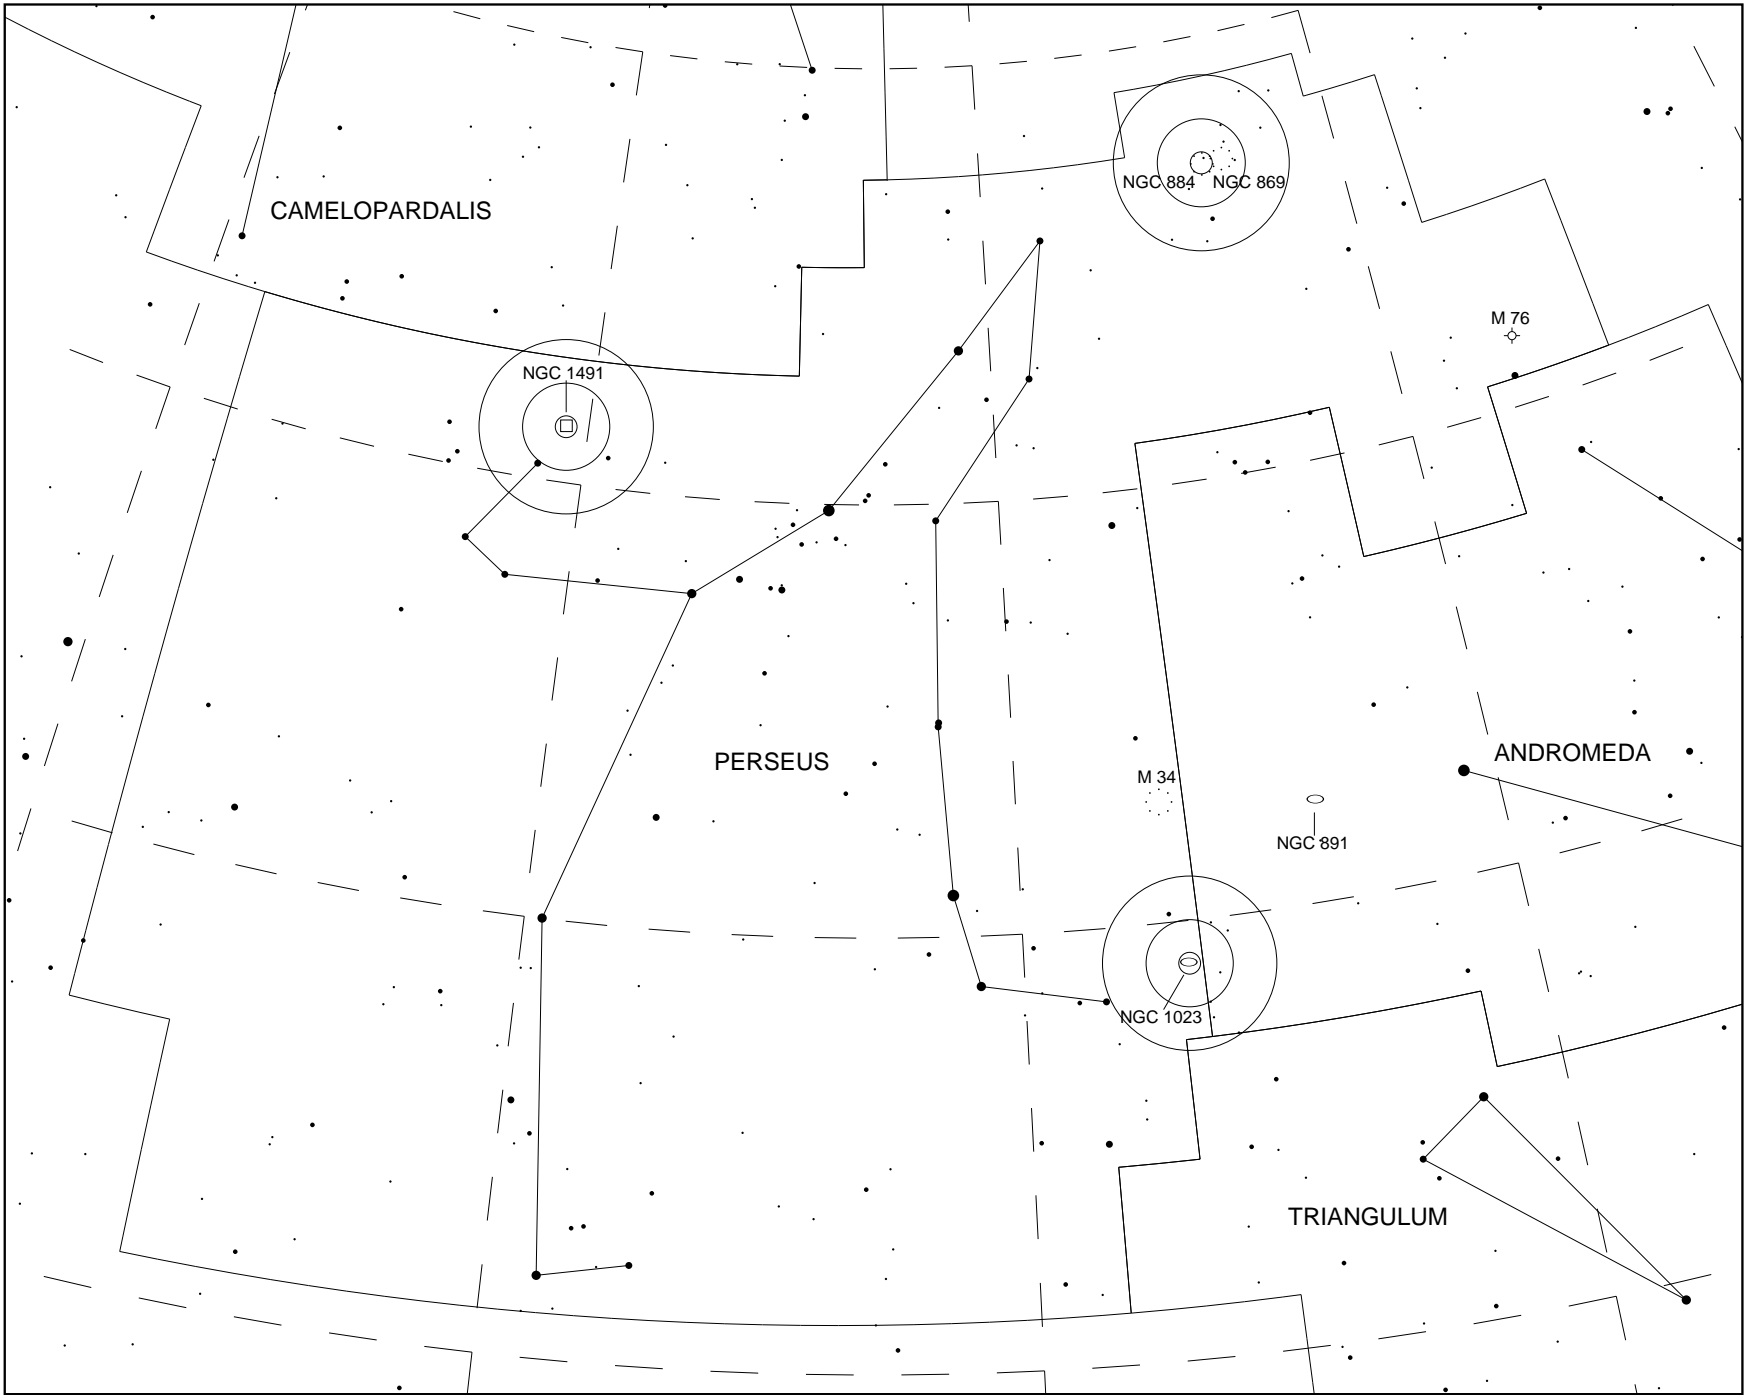 NGC 884 NGC 869
CAMELOPARDALIS
M 76
NGC 1491
PERSEUS
ANDROMEDA
M 34
NGC 891
NGC 1023
TRIANGULUM